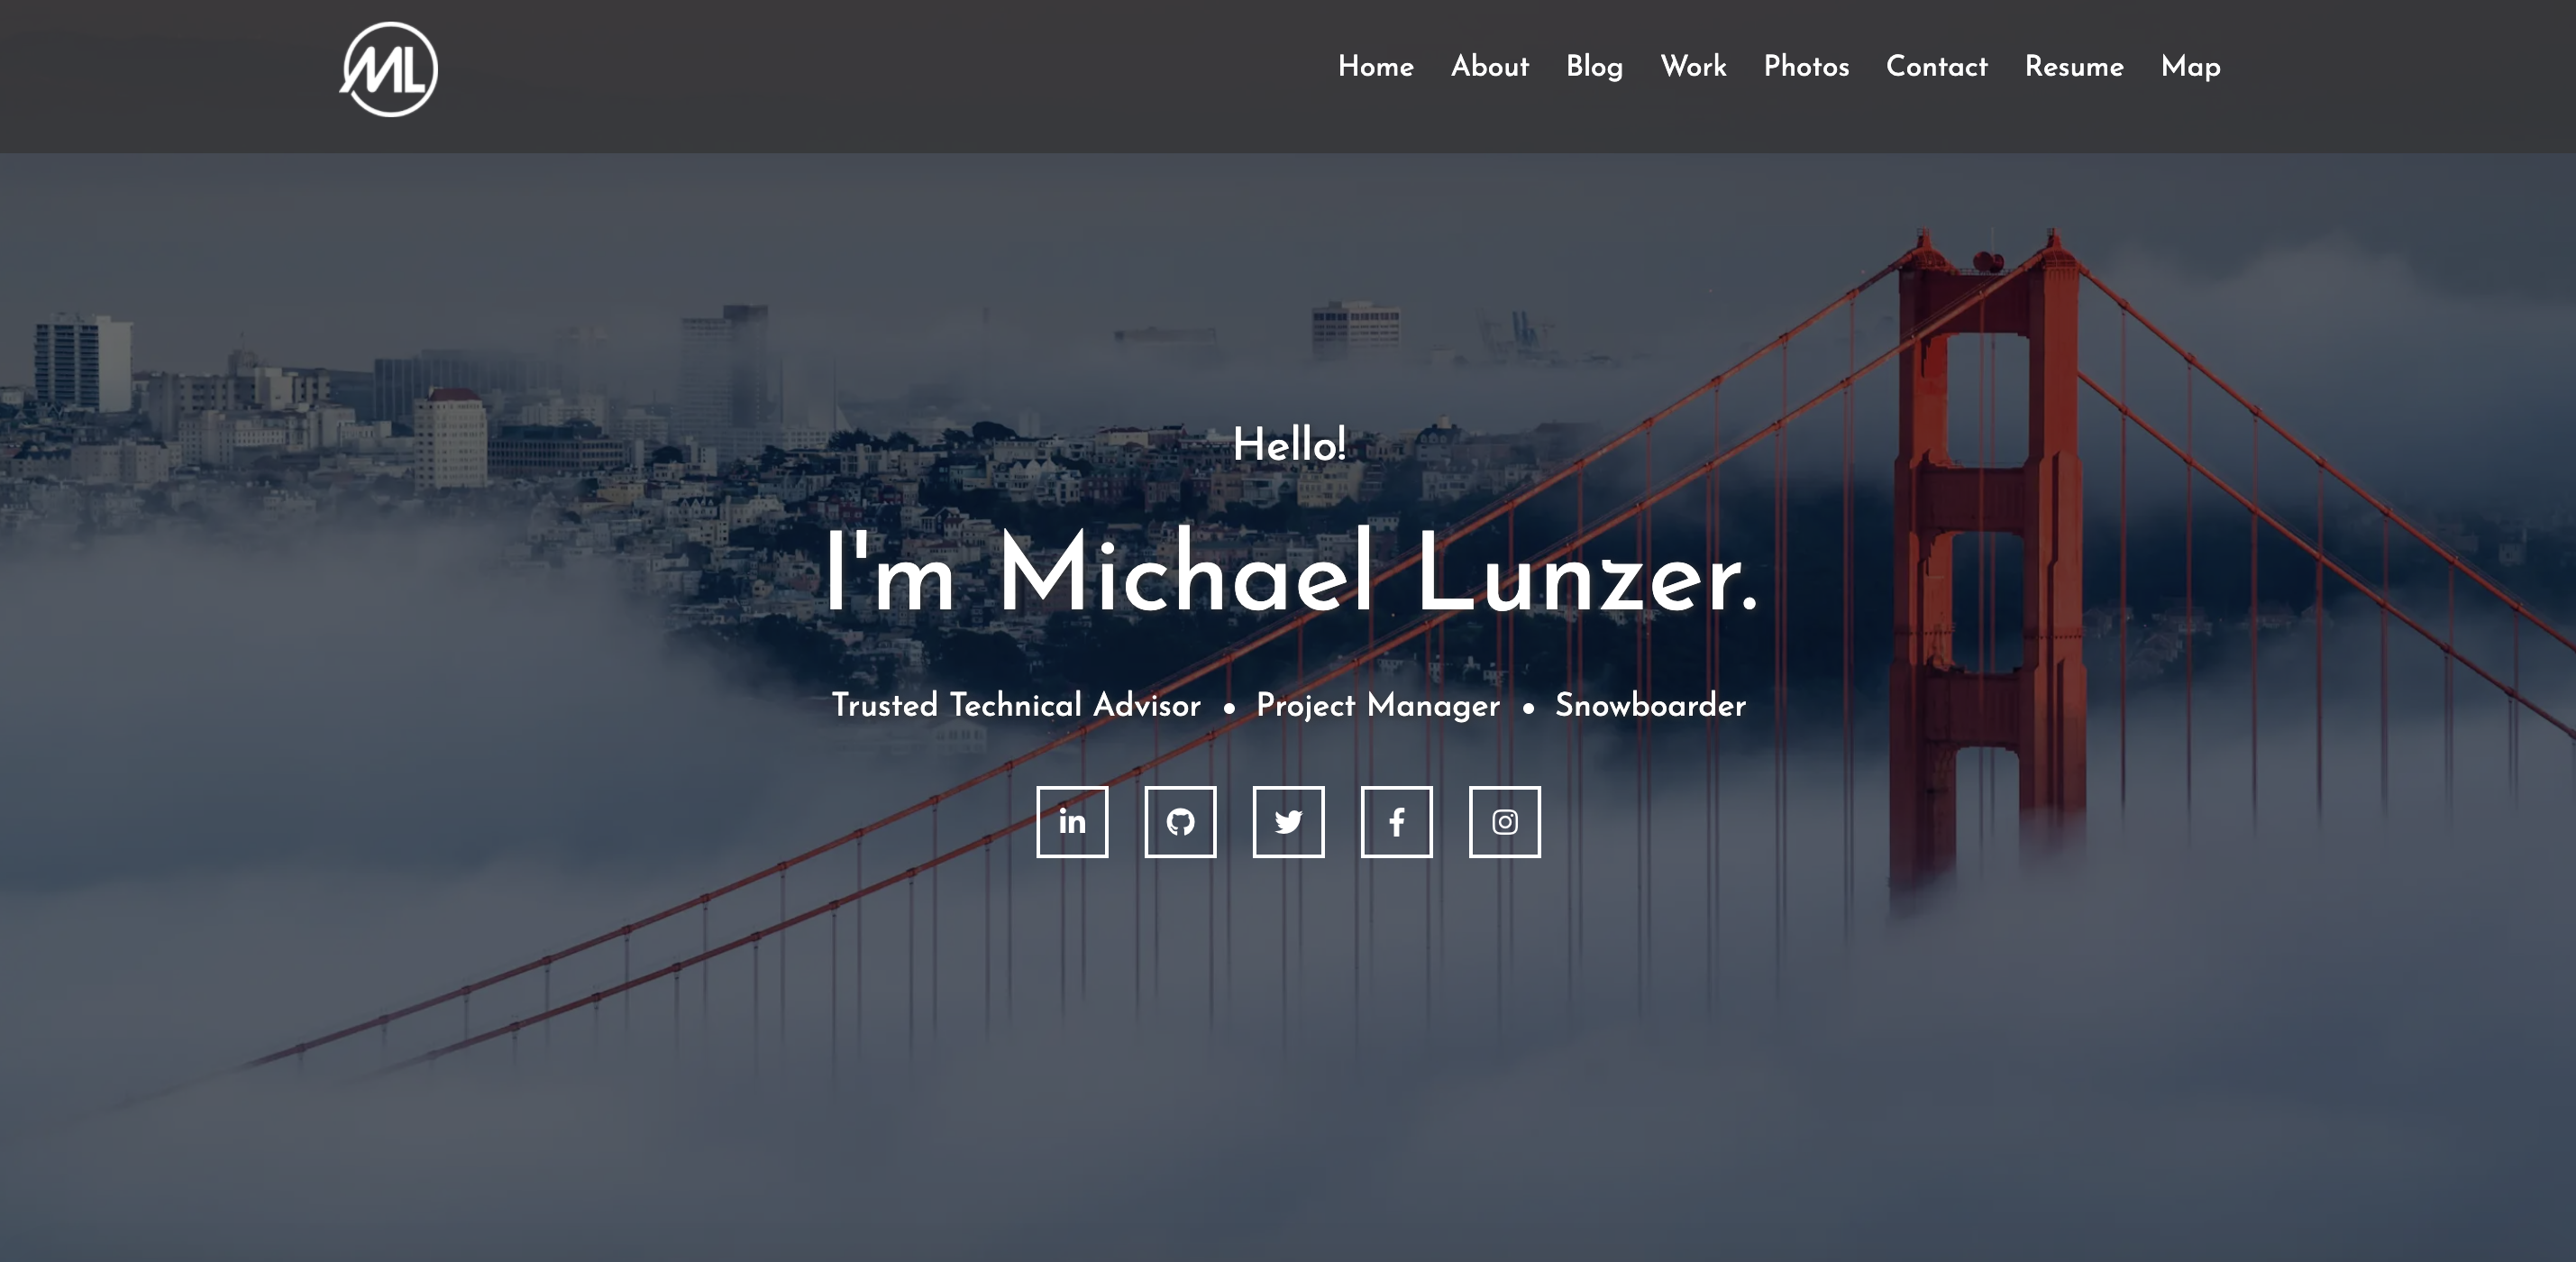 ML
Home About Blog Work Photos Contact Resume Map
Hello!
I'm Michael Lunzer.
Trusted Technical Advisor • Project Manager • Snowboarder
in f